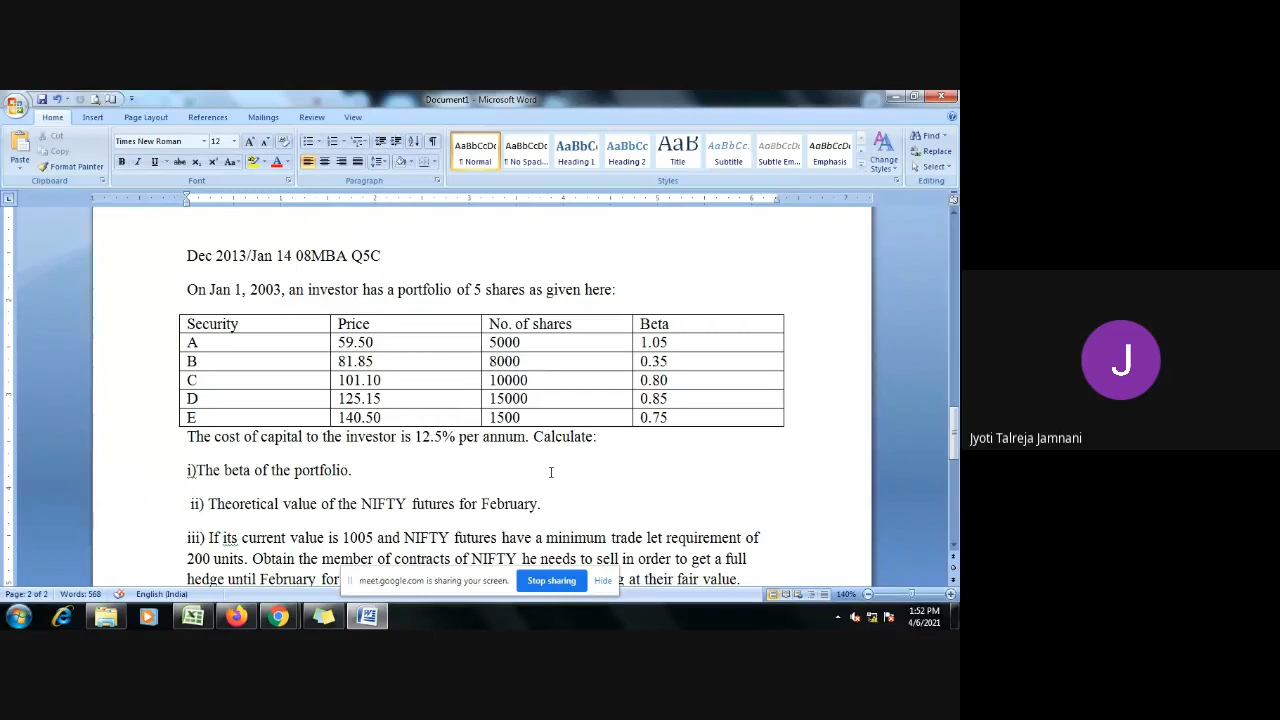 Document1 - Microsoft Word
Home Insert Page Layout References Mailings Review View
Paste
Cut
Copy
Format Painter
Clipboard
Times New Roman 12
Font
Paragraph
AaBbCcDc AaBbCcDc AaBbC AaBbCc AaB AaBbCc. AaBbCcDc AaBbCcDc
¶ Normal ¶ No Spaci... Heading 1 Heading 2 Title Subtitle Subtle Em... Emphasis
Change Styles
Styles
Find
Replace
Select
Editing
Dec 2013/Jan 14 08MBA Q5C
On Jan 1, 2003, an investor has a portfolio of 5 shares as given here:
Security Price No. of shares Beta
A 59.50 5000 1.05
B 81.85 8000 0.35
C 101.10 10000 0.80
D 125.15 15000 0.85
E 140.50 1500 0.75
The cost of capital to the investor is 12.5% per annum. Calculate:
i)The beta of the portfolio.
ii) Theoretical value of the NIFTY futures for February.
iii) If its current value is 1005 and NIFTY futures have a minimum trade let requirement of
200 units. Obtain the member of contracts of NIFTY he needs to sell in order to get a full
hedge until February for at their fair value.
meet.google.com is sharing your screen. Stop sharing Hide
Page: 2 of 2 Words: 568 English (India) 140%
1:52 PM
4/6/2021
J
Jyoti Talreja Jamnani